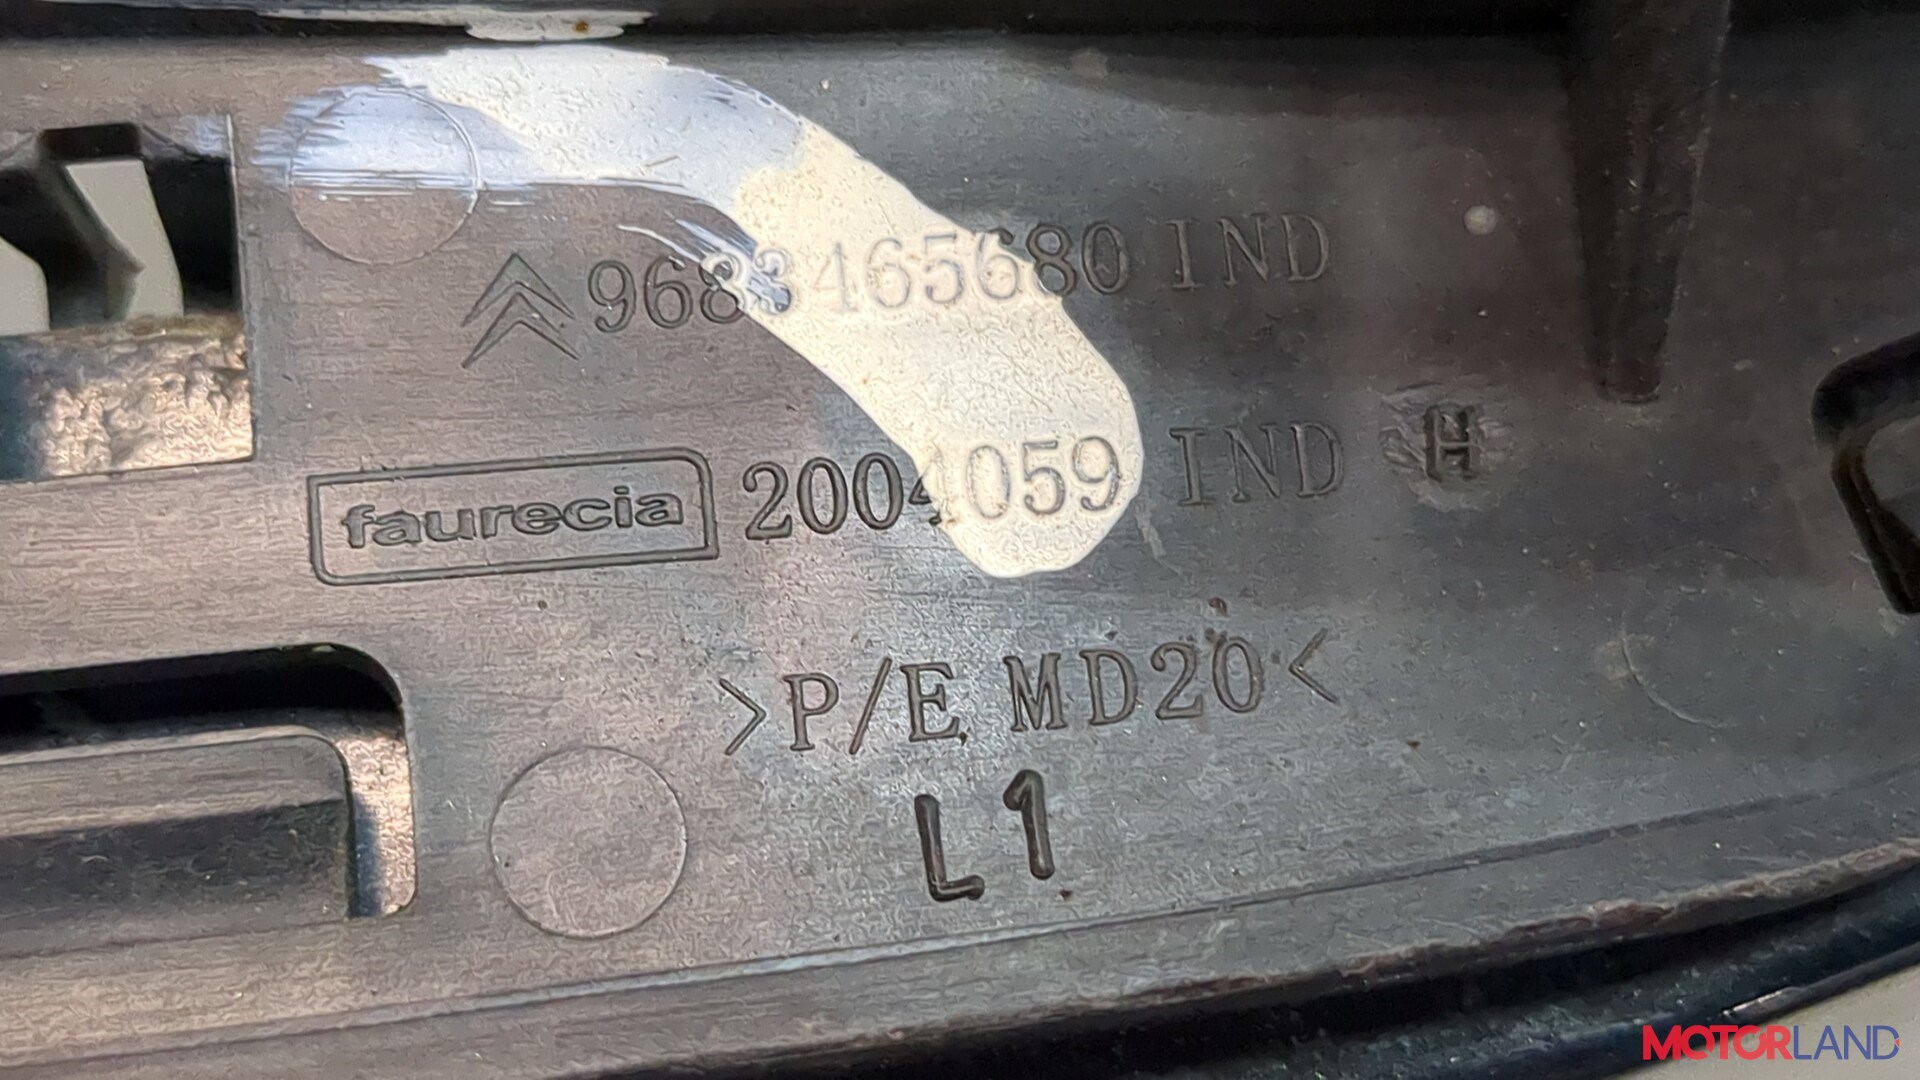 9683465680 IND
faurecia 2004059 IND H
>P/E MD20<
L1
MOTORLAND